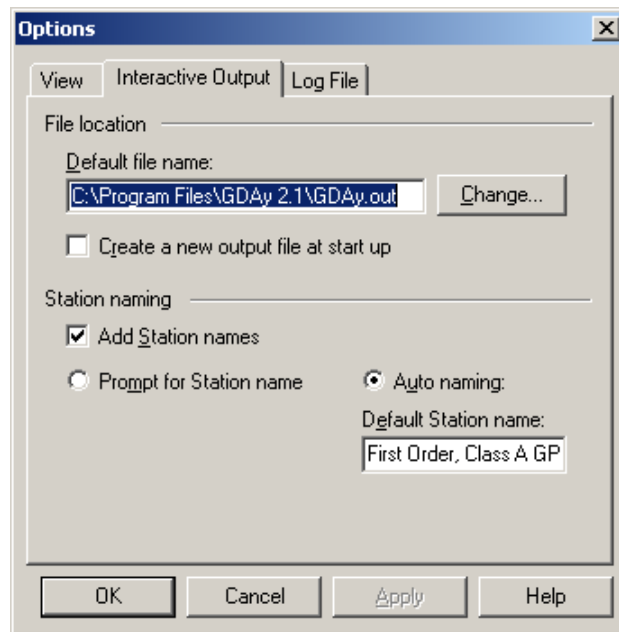 Options
View
Interactive Output
Log File
File location
Default file name:
C:\Program Files\GDAy 2.1\GDAy.out
Change...
Create a new output file at start up
Station naming
Add Station names
Prompt for Station name
Auto naming:
Default Station name:
First Order, Class A GP
OK
Cancel
Apply
Help